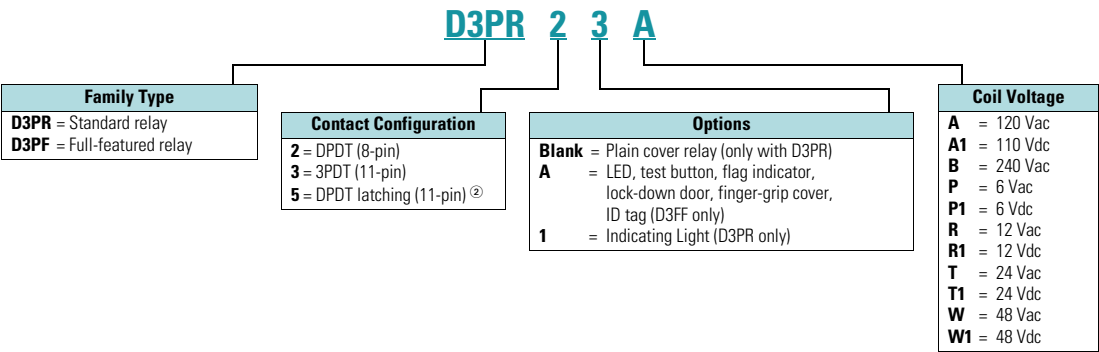 D3PR 2 3 A
Family Type
D3PR = Standard relay
D3PF = Full-featured relay
Contact Configuration
2 = DPDT (8-pin)
3 = 3PDT (11-pin)
5 = DPDT latching (11-pin) ②
Options
Blank = Plain cover relay (only with D3PR)
A = LED, test button, flag indicator,
lock-down door, finger-grip cover,
ID tag (D3FF only)
1 = Indicating Light (D3PR only)
Coil Voltage
A = 120 Vac
A1 = 110 Vdc
B = 240 Vac
P = 6 Vac
P1 = 6 Vdc
R = 12 Vac
R1 = 12 Vdc
T = 24 Vac
T1 = 24 Vdc
W = 48 Vac
W1 = 48 Vdc